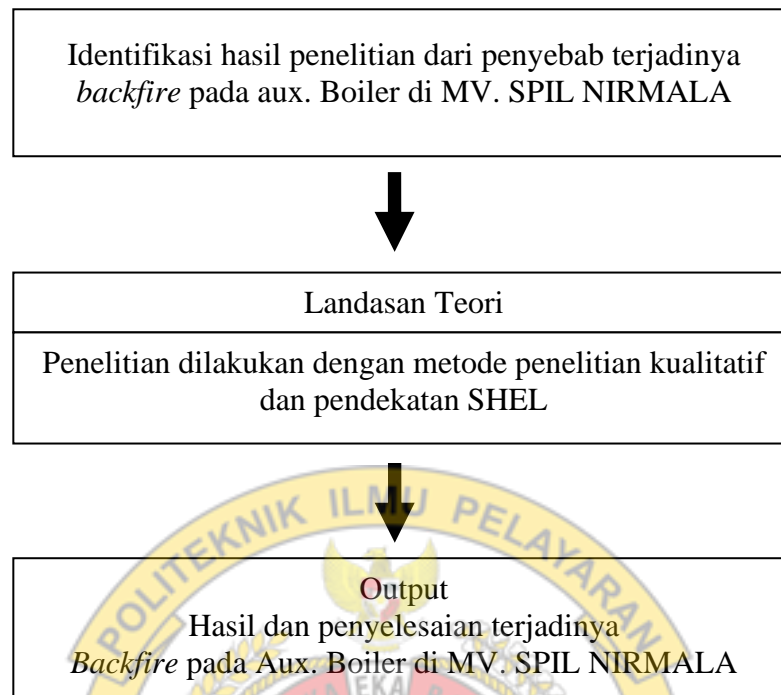 Identifikasi hasil penelitian dari penyebab terjadinya
backfire pada aux. Boiler di MV. SPIL NIRMALA
Landasan Teori
Penelitian dilakukan dengan metode penelitian kualitatif
dan pendekatan SHEL
POLITEKNIK ILMU PELAYARAN
Output
Hasil dan penyelesaian terjadinya
Backfire pada Aux. Boiler di MV. SPIL NIRMALA
EKA